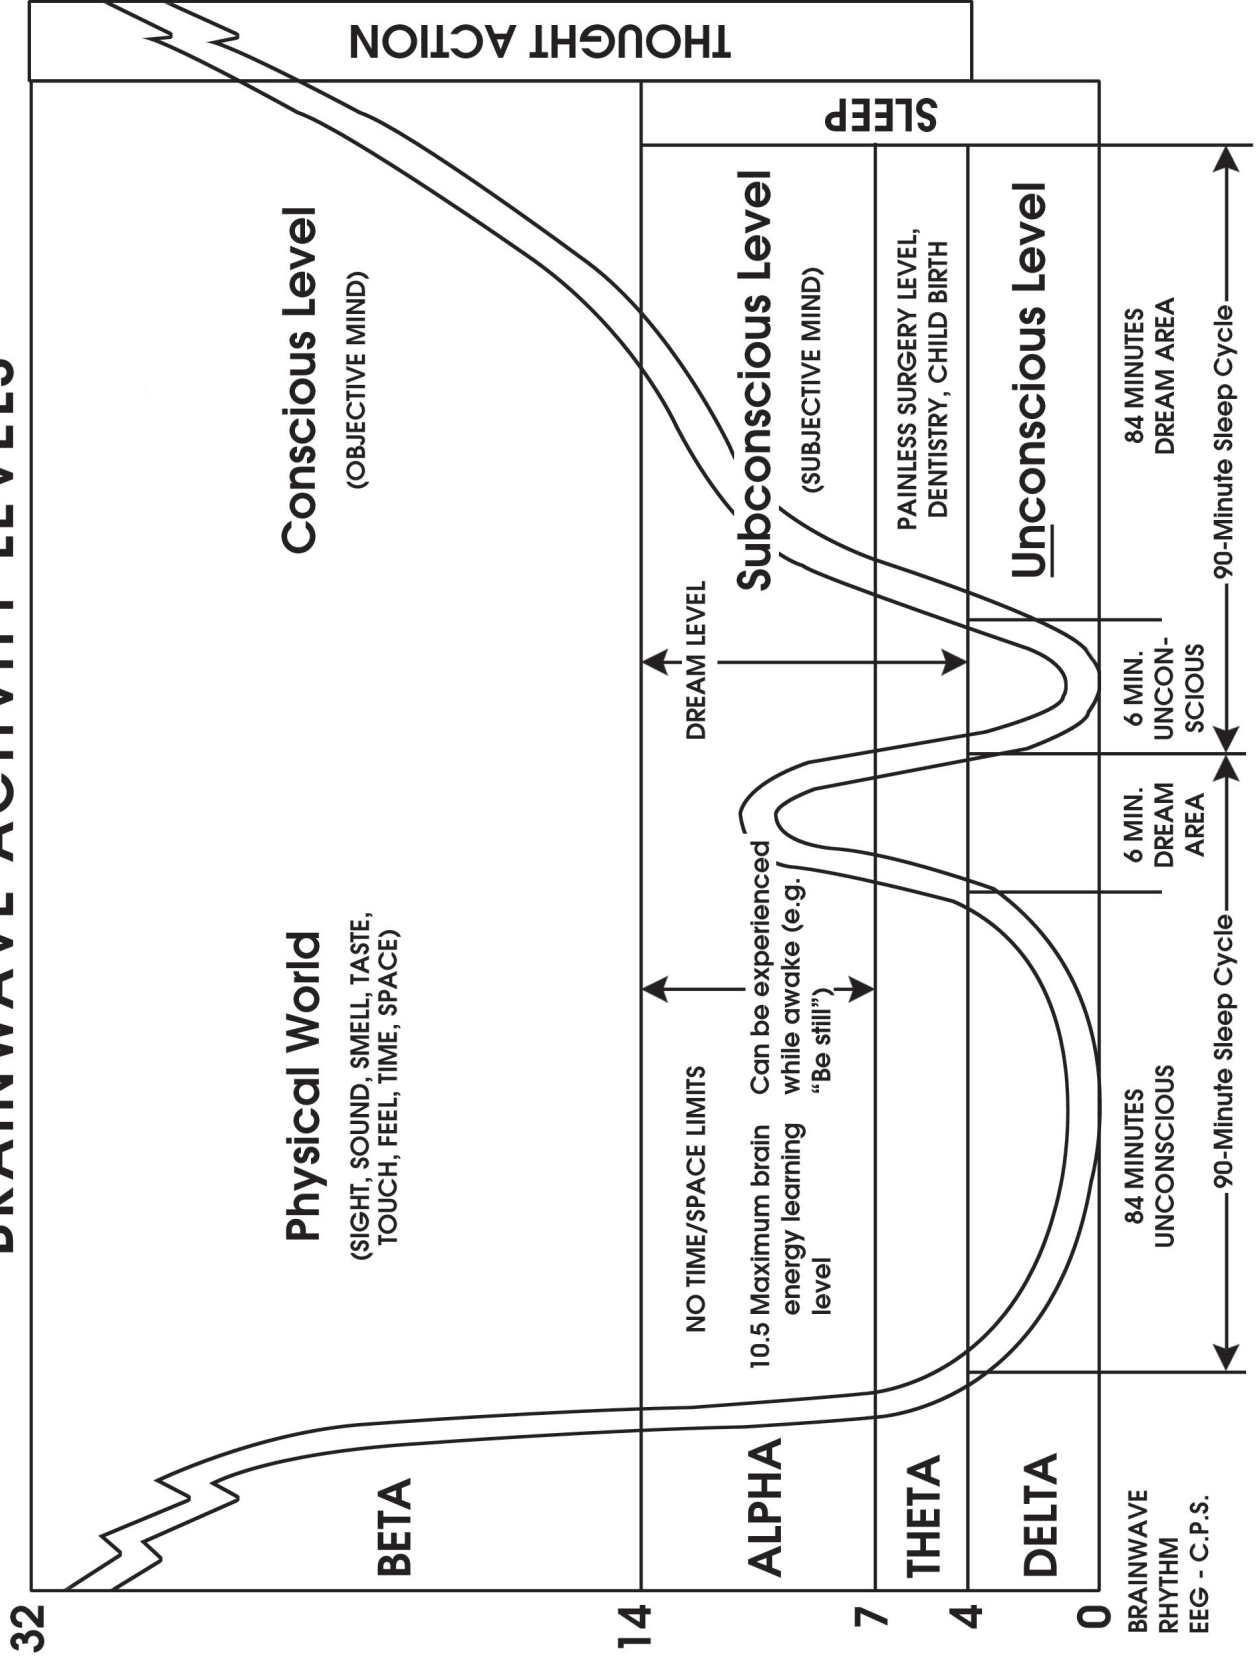 BRAINWAVE ACTIVITY LEVELS
32
14
7
4
0
BRAINWAVE
RHYTHM
EEG - C.P.S.
BETA
ALPHA
THETA
DELTA
Physical World
(SIGHT, SOUND, SMELL, TASTE,
TOUCH, FEEL, TIME, SPACE)
Conscious Level
(OBJECTIVE MIND)
THOUGHT ACTION
NO TIME/SPACE LIMITS
10.5 Maximum brain
energy learning
level
Can be experienced
while awake (e.g.
“Be still”)
DREAM LEVEL
Subconscious Level
(SUBJECTIVE MIND)
SLEEP
PAINLESS SURGERY LEVEL,
DENTISTRY, CHILD BIRTH
Unconscious Level
84 MINUTES
UNCONSCIOUS
6 MIN.
DREAM
AREA
6 MIN.
UNCON-
SCIOUS
84 MINUTES
DREAM AREA
90-Minute Sleep Cycle
90-Minute Sleep Cycle